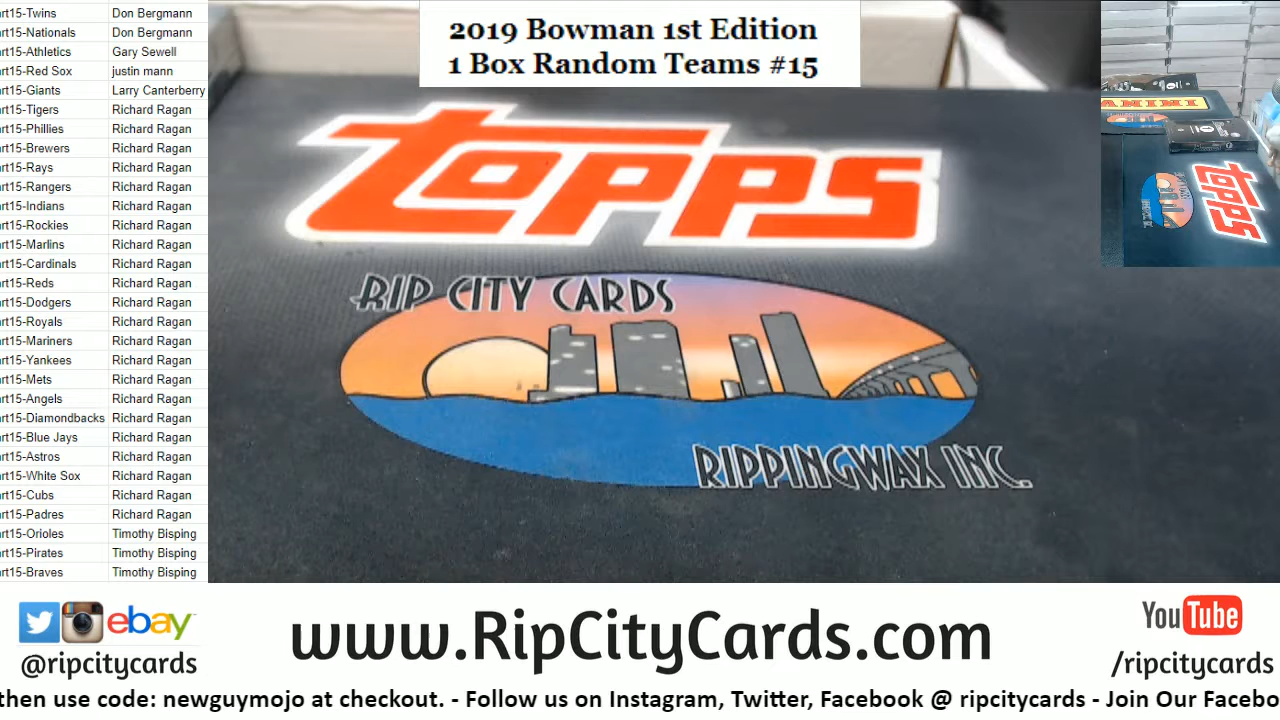 rt15-Twins Don Bergmann
rt15-Nationals Don Bergmann
rt15-Athletics Gary Sewell
rt15-Red Sox justin mann
rt15-Giants Larry Canterberry
rt15-Tigers Richard Ragan
rt15-Phillies Richard Ragan
rt15-Brewers Richard Ragan
rt15-Rays Richard Ragan
rt15-Rangers Richard Ragan
rt15-Indians Richard Ragan
rt15-Rockies Richard Ragan
rt15-Marlins Richard Ragan
rt15-Cardinals Richard Ragan
rt15-Reds Richard Ragan
rt15-Dodgers Richard Ragan
rt15-Royals Richard Ragan
rt15-Mariners Richard Ragan
rt15-Yankees Richard Ragan
rt15-Mets Richard Ragan
rt15-Angels Richard Ragan
art15-Diamondbacks Richard Ragan
rt15-Blue Jays Richard Ragan
rt15-Astros Richard Ragan
rt15-White Sox Richard Ragan
rt15-Cubs Richard Ragan
rt15-Padres Richard Ragan
rt15-Orioles Timothy Bisping
rt15-Pirates Timothy Bisping
rt15-Braves Timothy Bisping
2019 Bowman 1st Edition
1 Box Random Teams #15
topps
RIP CITY CARDS
RIPPINGWAX INC.
PANINI
topps
ebay
@ripcitycards
www.RipCityCards.com
YouTube
/ripcitycards
then use code: newguymojo at checkout. - Follow us on Instagram, Twitter, Facebook @ ripcitycards - Join Our Facebo